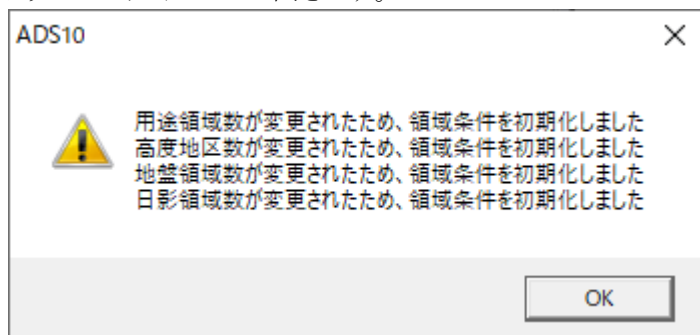 ADS10
用途領域数が変更されたため、領域条件を初期化しました
高度地区数が変更されたため、領域条件を初期化しました
地盤領域数が変更されたため、領域条件を初期化しました
日影領域数が変更されたため、領域条件を初期化しました
OK